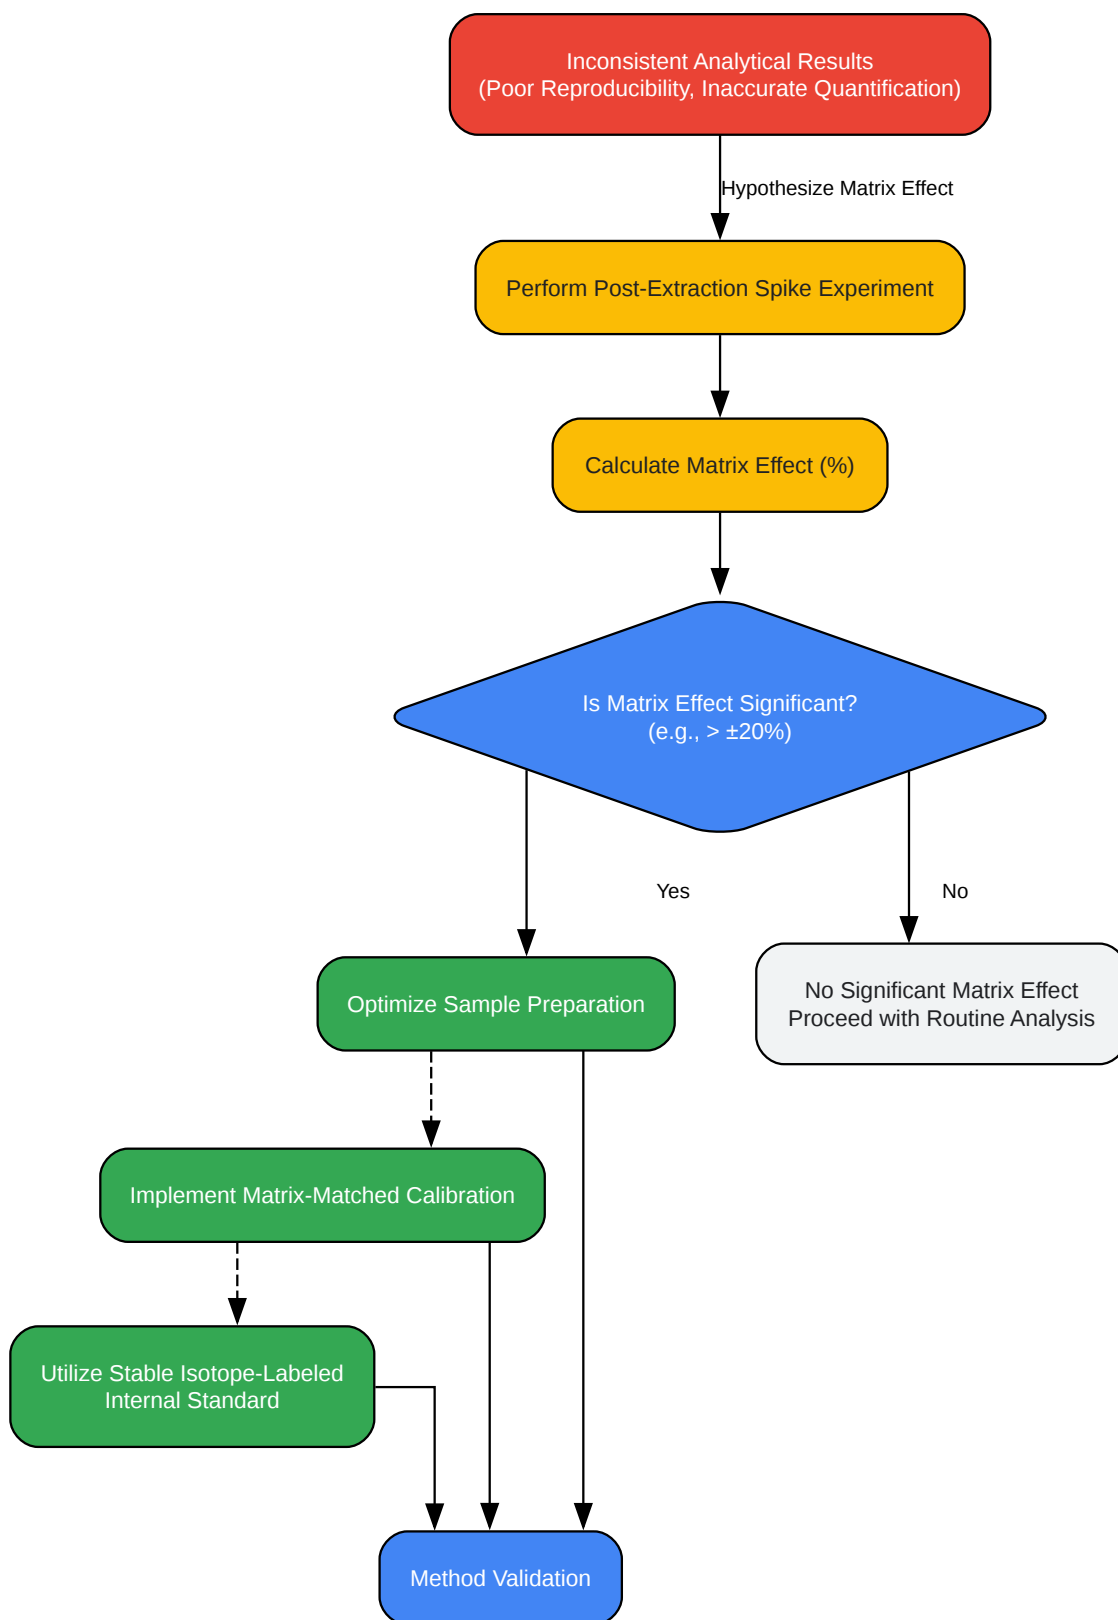 Inconsistent Analytical Results
(Poor Reproducibility, Inaccurate Quantification)
Hypothesize Matrix Effect
Perform Post-Extraction Spike Experiment
Calculate Matrix Effect (%)
Is Matrix Effect Significant?
(e.g., > ±20%)
Yes
No
No Significant Matrix Effect
Proceed with Routine Analysis
Optimize Sample Preparation
Implement Matrix-Matched Calibration
Utilize Stable Isotope-Labeled
Internal Standard
Method Validation